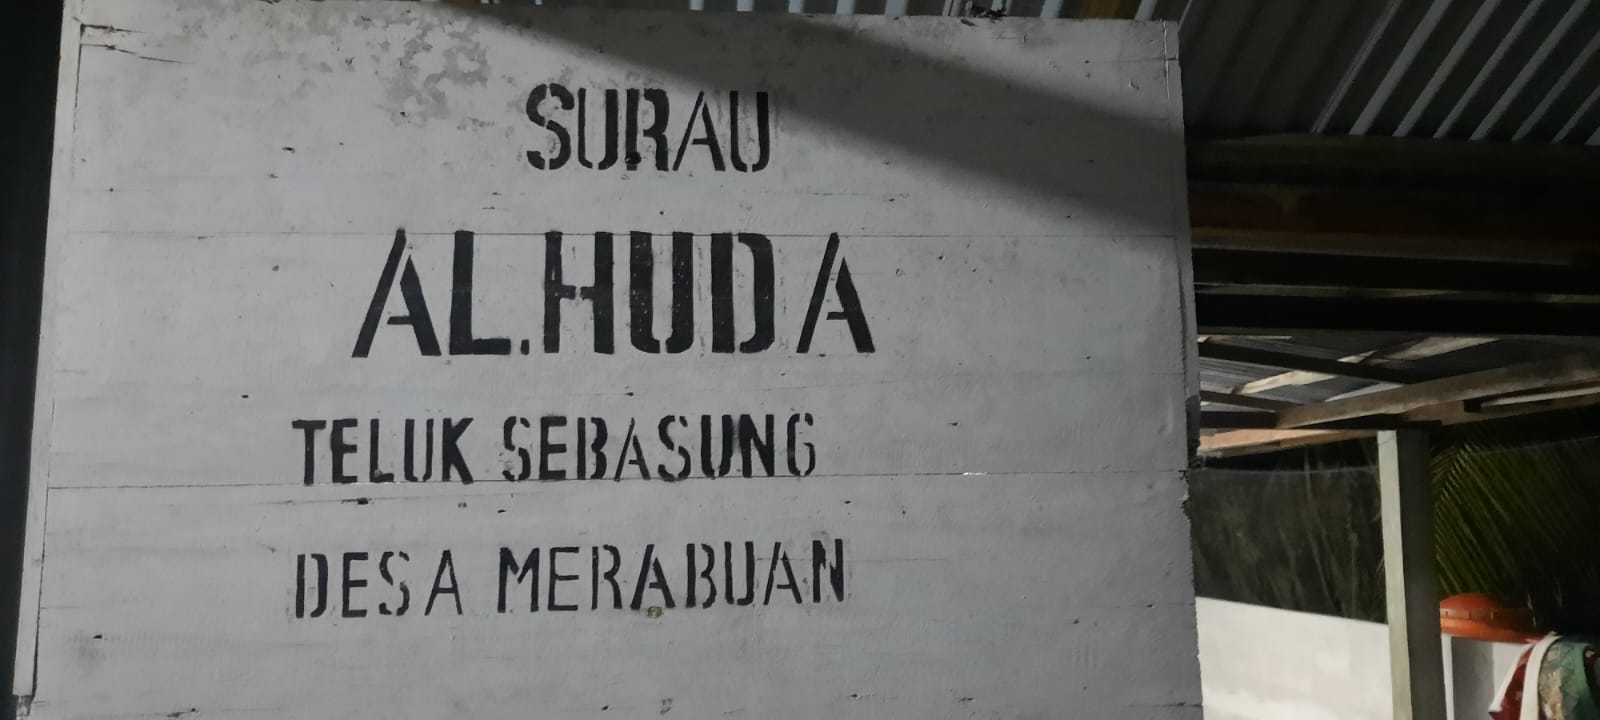 SURAU
AL.HUDA
TELUK SEBASUNG
DESA MERABUAN